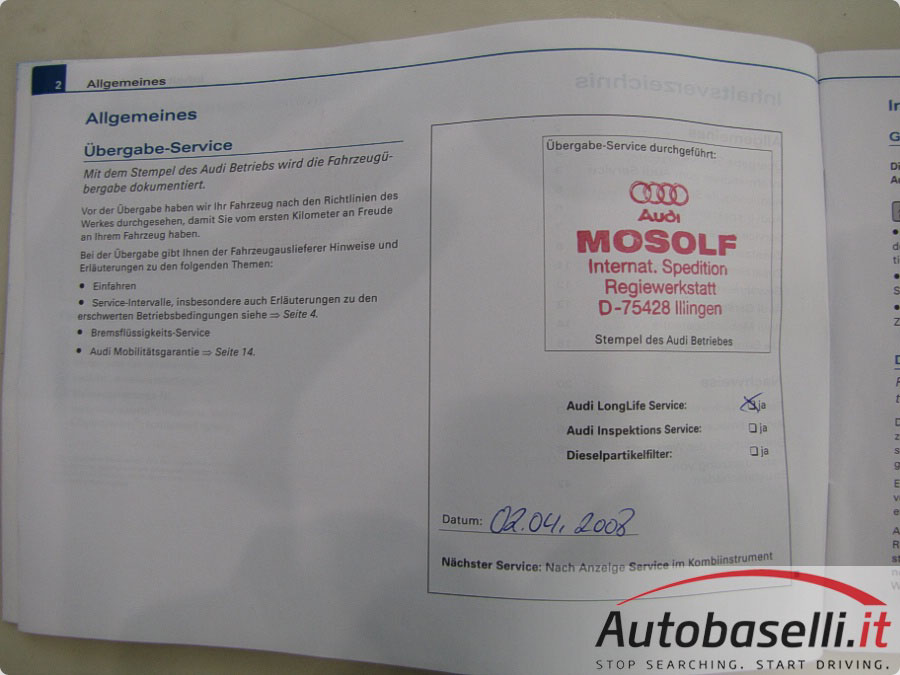 2
Allgemeines
Allgemeines
Übergabe-Service
Mit dem Stempel des Audi Betriebs wird die Fahrzeugü-
bergabe dokumentiert.
Vor der Übergabe haben wir Ihr Fahrzeug nach den Richtlinien des
Werkes durchgesehen, damit Sie vom ersten Kilometer an Freude
an Ihrem Fahrzeug haben.
Bei der Übergabe gibt Ihnen der Fahrzeugauslieferer Hinweise und
Erläuterungen zu den folgenden Themen:
• Einfahren
• Service-Intervalle, insbesondere auch Erläuterungen zu den
erschwerten Betriebsbedingungen siehe ⇒ Seite 4.
• Bremsflüssigkeits-Service
• Audi Mobilitätsgarantie ⇒ Seite 14.
Übergabe-Service durchgeführt:
Audi
MOSOLF
Internat. Spedition
Regiewerkstatt
D-75428 Illingen
Stempel des Audi Betriebes
Audi LongLife Service: ja
Audi Inspektions Service: ja
Dieselpartikelfilter: ja
Datum: 02.04.2008
Nächster Service: Nach Anzeige Service im Kombiinstrument
Autobaselli.it
STOP SEARCHING. START DRIVING.